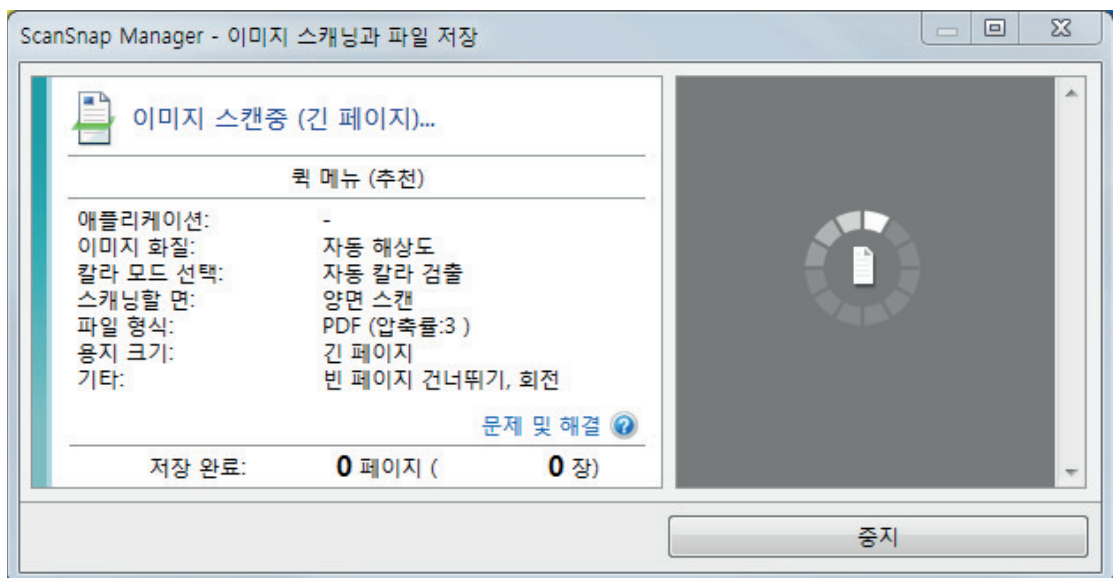 ScanSnap Manager - 이미지 스캐닝과 파일 저장
이미지 스캔중 (긴 페이지)...
퀵 메뉴 (추천)
애플리케이션: -
이미지 화질: 자동 해상도
칼라 모드 선택: 자동 칼라 검출
스캐닝할 면: 양면 스캔
파일 형식: PDF (압축률:3 )
용지 크기: 긴 페이지
기타: 빈 페이지 건너뛰기, 회전
문제 및 해결
저장 완료: 0 페이지 ( 0 장)
중지